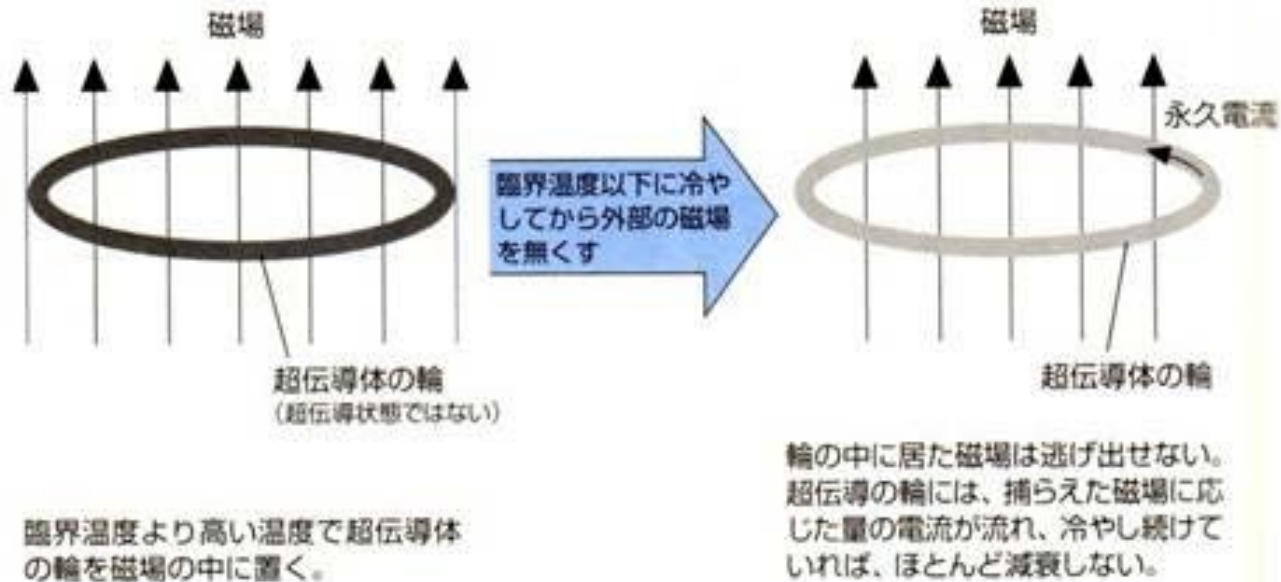 磁場
超伝導体の輪
（超伝導状態ではない）
臨界温度より高い温度で超伝導体
の輪を磁場の中に置く。
臨界温度以下に冷や
してから外部の磁場
を無くす
磁場
永久電流
超伝導体の輪
輪の中に居た磁場は逃げ出せない。
超伝導の輪には、捕らえた磁場に応
じた量の電流が流れ、冷やし続けて
いれば、ほとんど減衰しない。